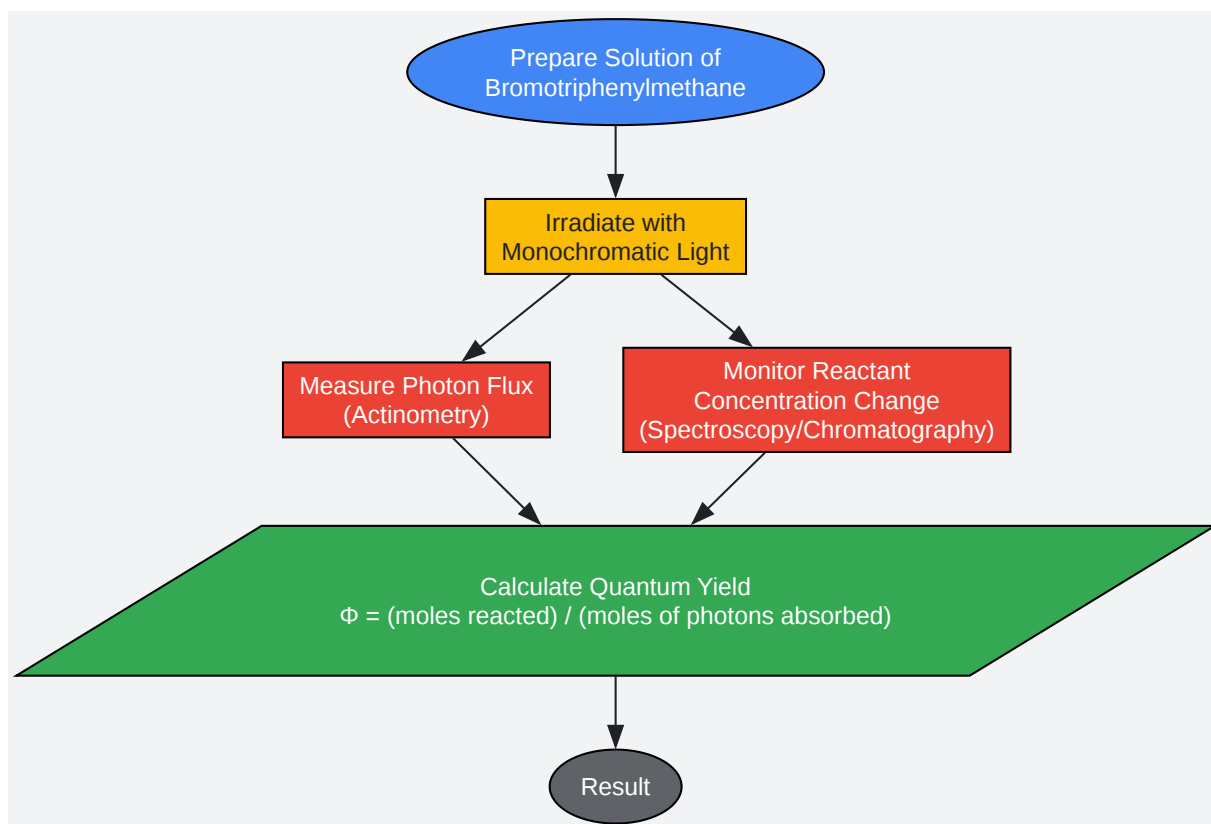 Prepare Solution of
Bromotriphenylmethane
Irradiate with
Monochromatic Light
Measure Photon Flux
(Actinometry)
Monitor Reactant
Concentration Change
(Spectroscopy/Chromatography)
Calculate Quantum Yield
Φ = (moles reacted) / (moles of photons absorbed)
Result